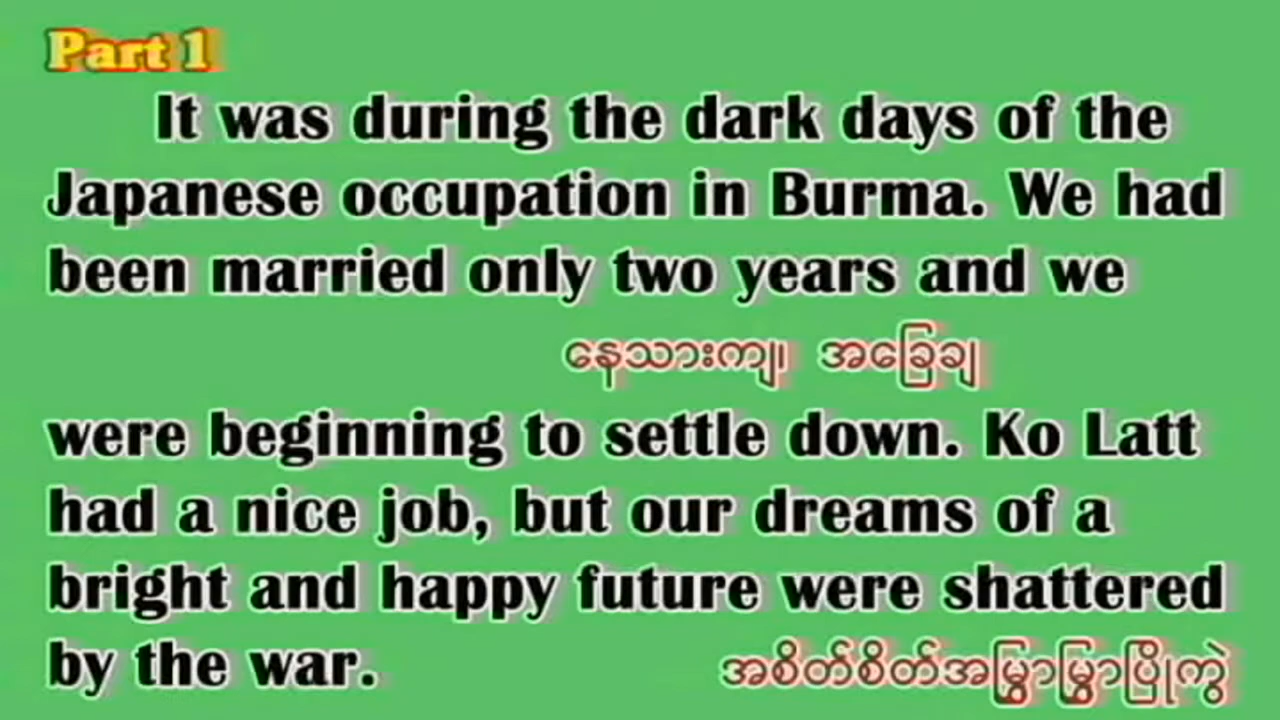 Part 1
It was during the dark days of the
Japanese occupation in Burma. We had
been married only two years and we
နေသားကျ၊ အခြေချ
were beginning to settle down. Ko Latt
had a nice job, but our dreams of a
bright and happy future were shattered
by the war.
အစိတ်စိတ်အမြွှာမြွှာပြိုကွဲ